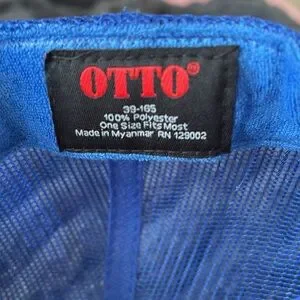 OTTO
39-165
100% Polyester
One Size Fits Most
Made in Myanmar RN 129002